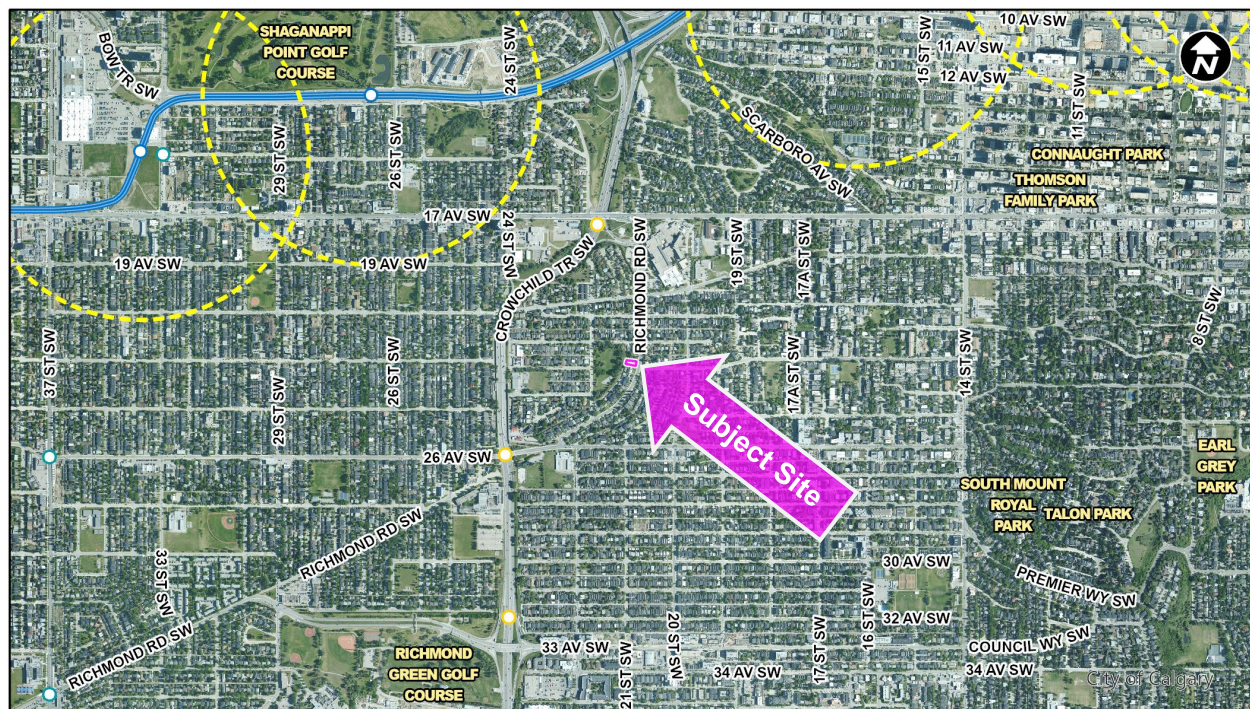 SHAGANAPPI
POINT GOLF
COURSE
BOW TR SW
24 ST SW
15 ST SW
10 AV SW
11 AV SW
12 AV SW
11 ST SW
N
29 ST SW
26 ST SW
SCARBORO AV SW
CONNAUGHT PARK
THOMSON
FAMILY PARK
17 AV SW
24 ST SW
CROWCHILD TR SW
RICHMOND RD SW
19 ST SW
17A ST SW
19 AV SW
19 AV SW
8 ST SW
37 ST SW
26 ST SW
29 ST SW
17A ST SW
14 ST SW
Subject Site
26 AV SW
EARL
GREY
PARK
SOUTH MOUNT
ROYAL
PARK
TALON PARK
RICHMOND RD SW
33 ST SW
30 AV SW
PREMIER WY SW
16 ST SW
32 AV SW
RICHMOND RD SW
RICHMOND
GREEN GOLF
COURSE
33 AV SW
21 ST SW
20 ST SW
34 AV SW
17 ST SW
COUNCIL WY SW
34 AV SW
City of Calgary